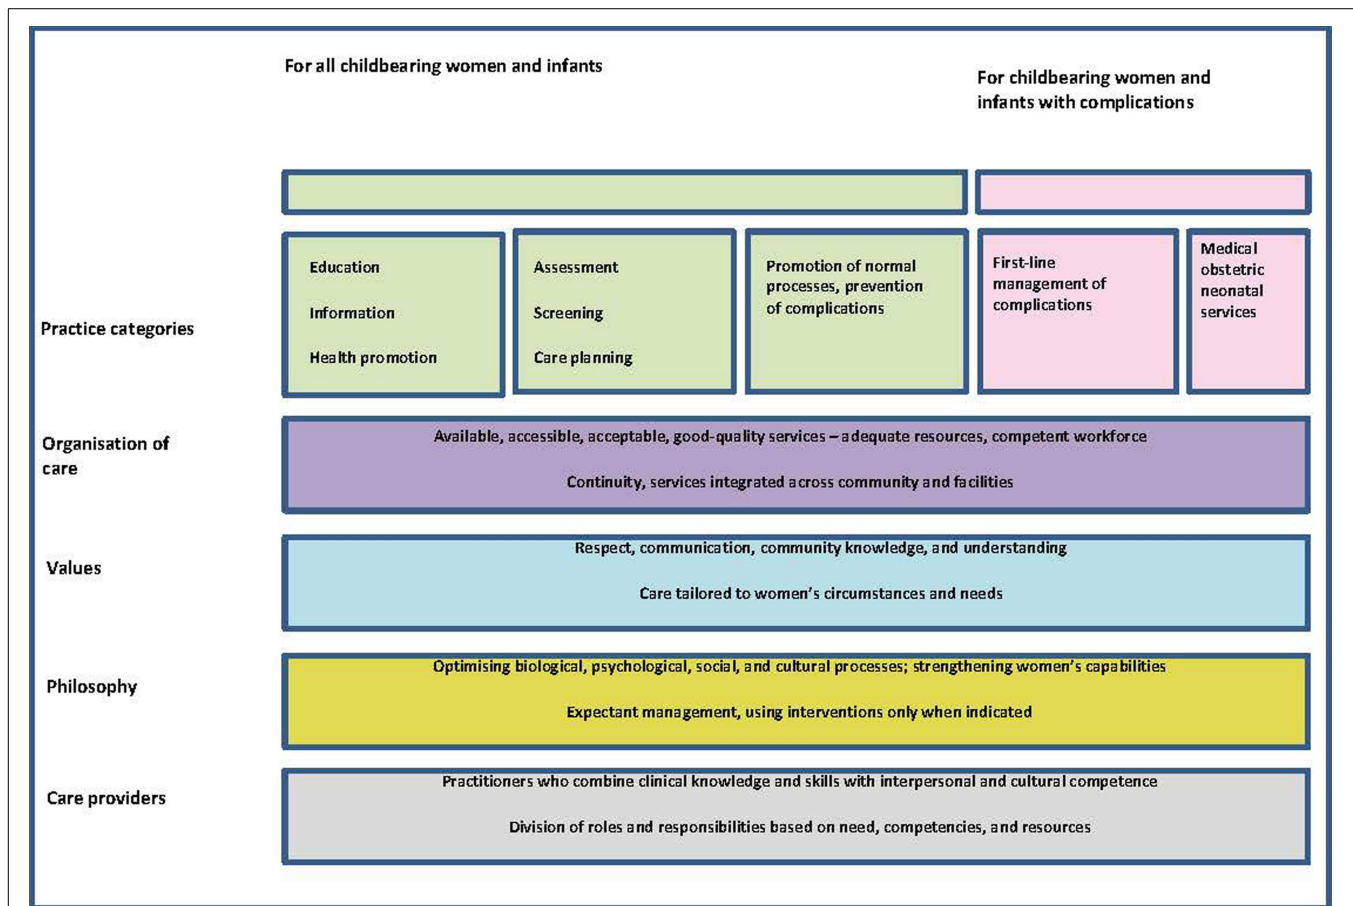 For all childbearing women and infants
For childbearing women and
infants with complications
Practice categories
Education
Information
Health promotion
Assessment
Screening
Care planning
Promotion of normal
processes, prevention
of complications
First-line
management of
complications
Medical
obstetric
neonatal
services
Organisation of
care
Available, accessible, acceptable, good-quality services – adequate resources, competent workforce
Continuity, services integrated across community and facilities
Values
Respect, communication, community knowledge, and understanding
Care tailored to women's circumstances and needs
Philosophy
Optimising biological, psychological, social, and cultural processes; strengthening women's capabilities
Expectant management, using interventions only when indicated
Care providers
Practitioners who combine clinical knowledge and skills with interpersonal and cultural competence
Division of roles and responsibilities based on need, competencies, and resources